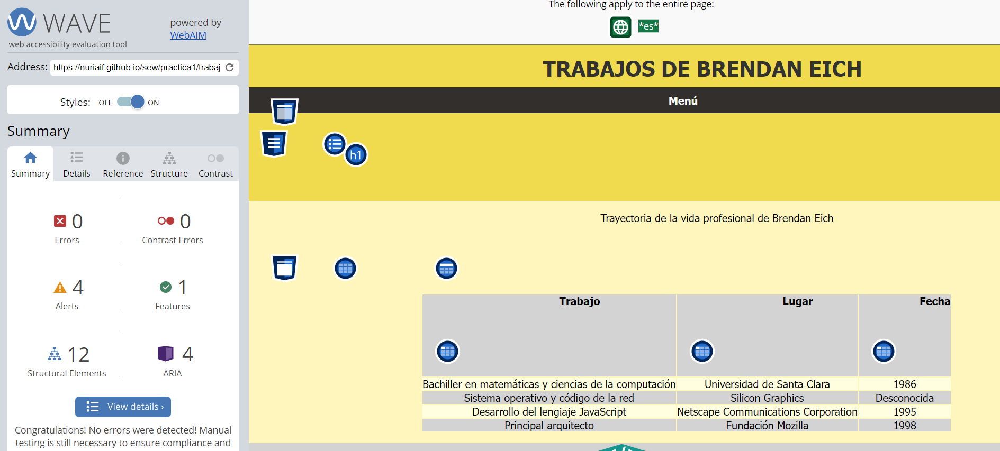 WAVE
powered by
WebAIM
web accessibility evaluation tool
Address: https://nuriaif.github.io/sew/practica1/trabaj
Styles: OFF ON
Summary
Summary Details Reference Structure Contrast
0 0
Errors Contrast Errors
4 1
Alerts Features
12 4
Structural Elements ARIA
View details ›
Congratulations! No errors were detected! Manual
testing is still necessary to ensure compliance and
The following apply to the entire page:
*es*
TRABAJOS DE BRENDAN EICH
Menú
h1
Trayectoria de la vida profesional de Brendan Eich
Trabajo Lugar Fecha
Bachiller en matemáticas y ciencias de la computación Universidad de Santa Clara 1986
Sistema operativo y código de la red Silicon Graphics Desconocida
Desarrollo del lengiaje JavaScript Netscape Communications Corporation 1995
Principal arquitecto Fundación Mozilla 1998